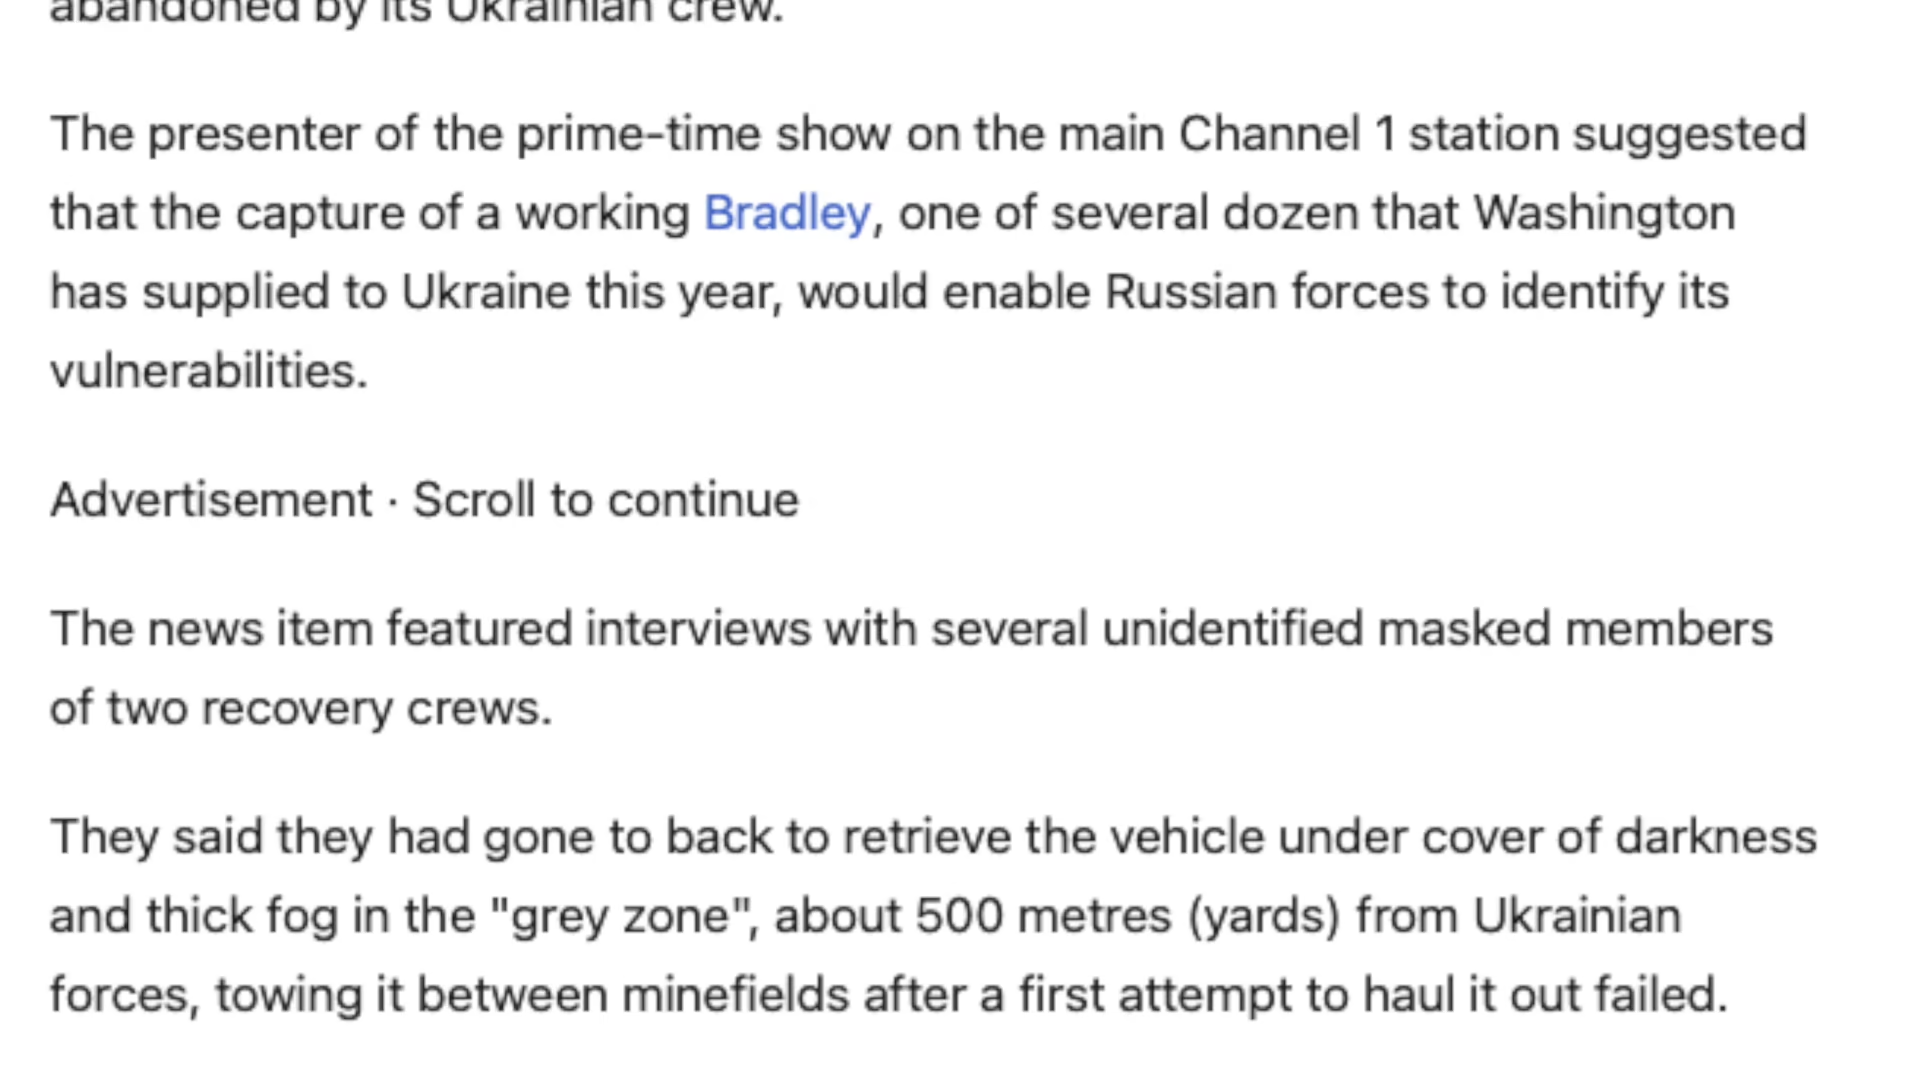 abandoned by its Ukrainian crew.
The presenter of the prime-time show on the main Channel 1 station suggested
that the capture of a working Bradley, one of several dozen that Washington
has supplied to Ukraine this year, would enable Russian forces to identify its
vulnerabilities.
Advertisement · Scroll to continue
The news item featured interviews with several unidentified masked members
of two recovery crews.
They said they had gone to back to retrieve the vehicle under cover of darkness
and thick fog in the "grey zone", about 500 metres (yards) from Ukrainian
forces, towing it between minefields after a first attempt to haul it out failed.